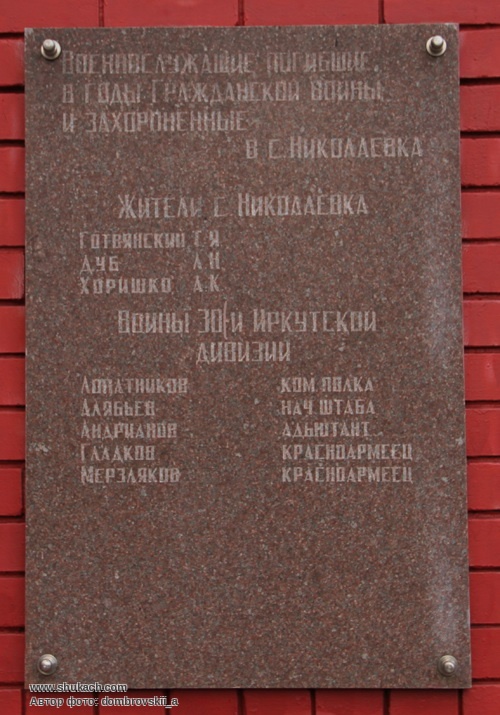 Военнослужащие погибшие
в годы Гражданской войны
и захороненные
в с. Николаевка
Жители с. Николаевка
Готвянский Г.Я.
Дуб А.И.
Хоришко А.К.
Воины 30-й Иркутской
дивизии
Лопатников ком. полка
Алябьев нач. штаба
Андрианов адьютант
Гладков красноармеец
Мерзляков красноармеец
www.shukach.com
Автор фото: dombrovskii_a